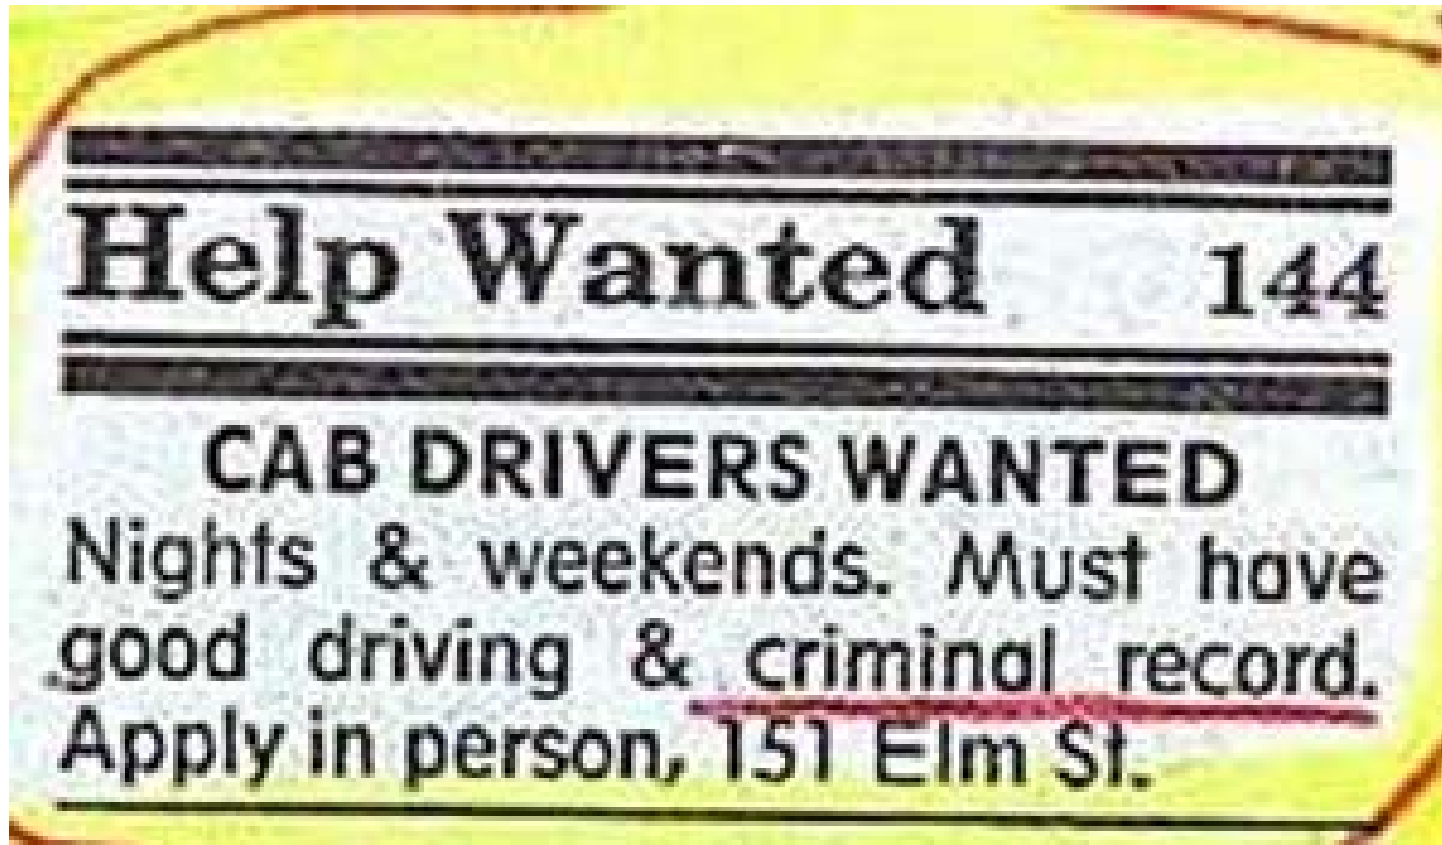 Help Wanted 144
CAB DRIVERS WANTED
Nights & weekends. Must have
good driving & criminal record.
Apply in person, 151 Elm St.